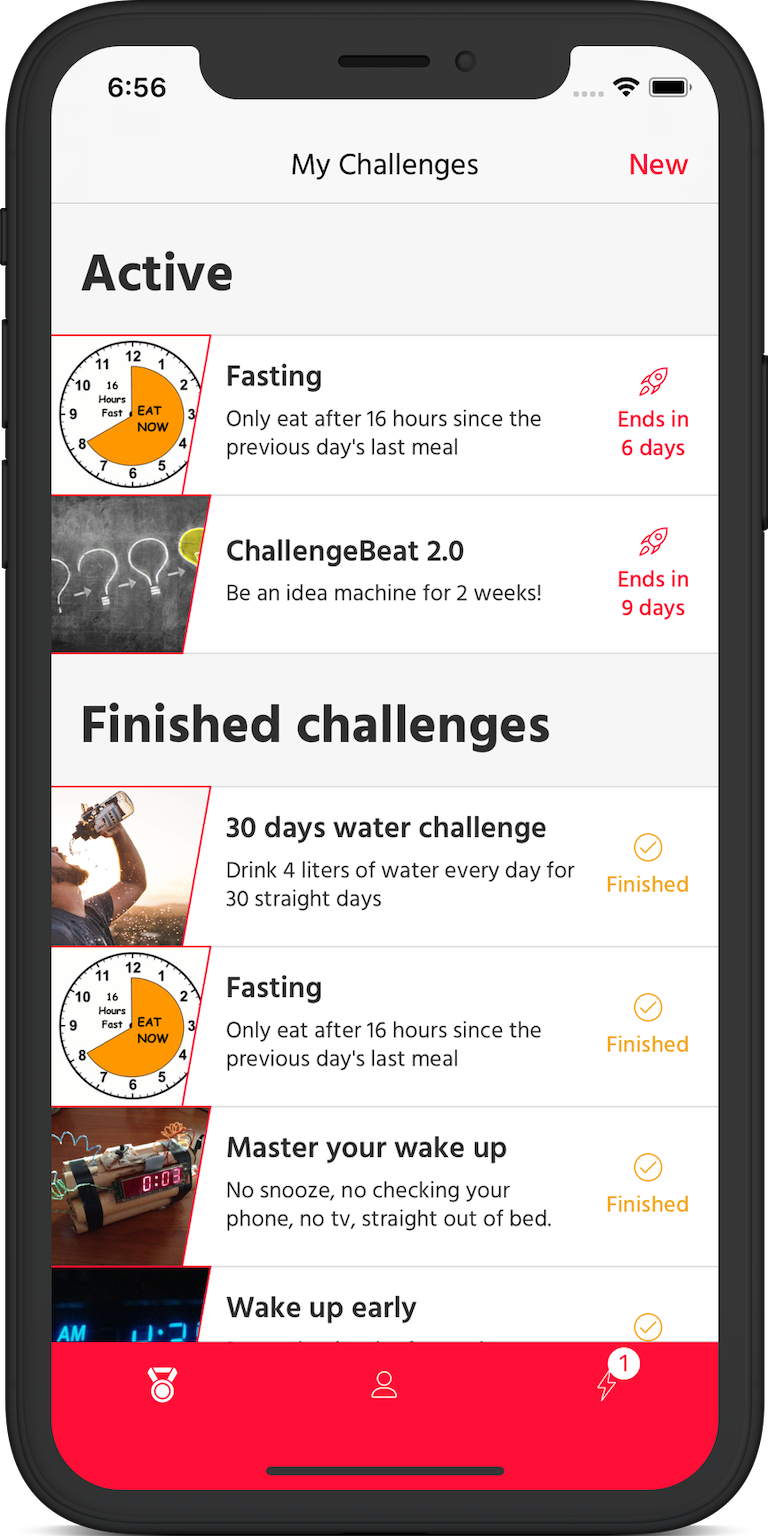 6:56
My Challenges
New
Active
12
11
1
10
16
2
Hours
9
Fast
EAT
3
NOW
8
4
7
5
6
Fasting
Only eat after 16 hours since the
previous day's last meal
Ends in
6 days
ChallengeBeat 2.0
Be an idea machine for 2 weeks!
Ends in
9 days
Finished challenges
30 days water challenge
Drink 4 liters of water every day for
30 straight days
Finished
12
11
1
10
16
2
Hours
9
Fast
EAT
3
NOW
8
4
7
5
6
Fasting
Only eat after 16 hours since the
previous day's last meal
Finished
0:03
Master your wake up
No snooze, no checking your
phone, no tv, straight out of bed.
Finished
AM
Wake up early
1